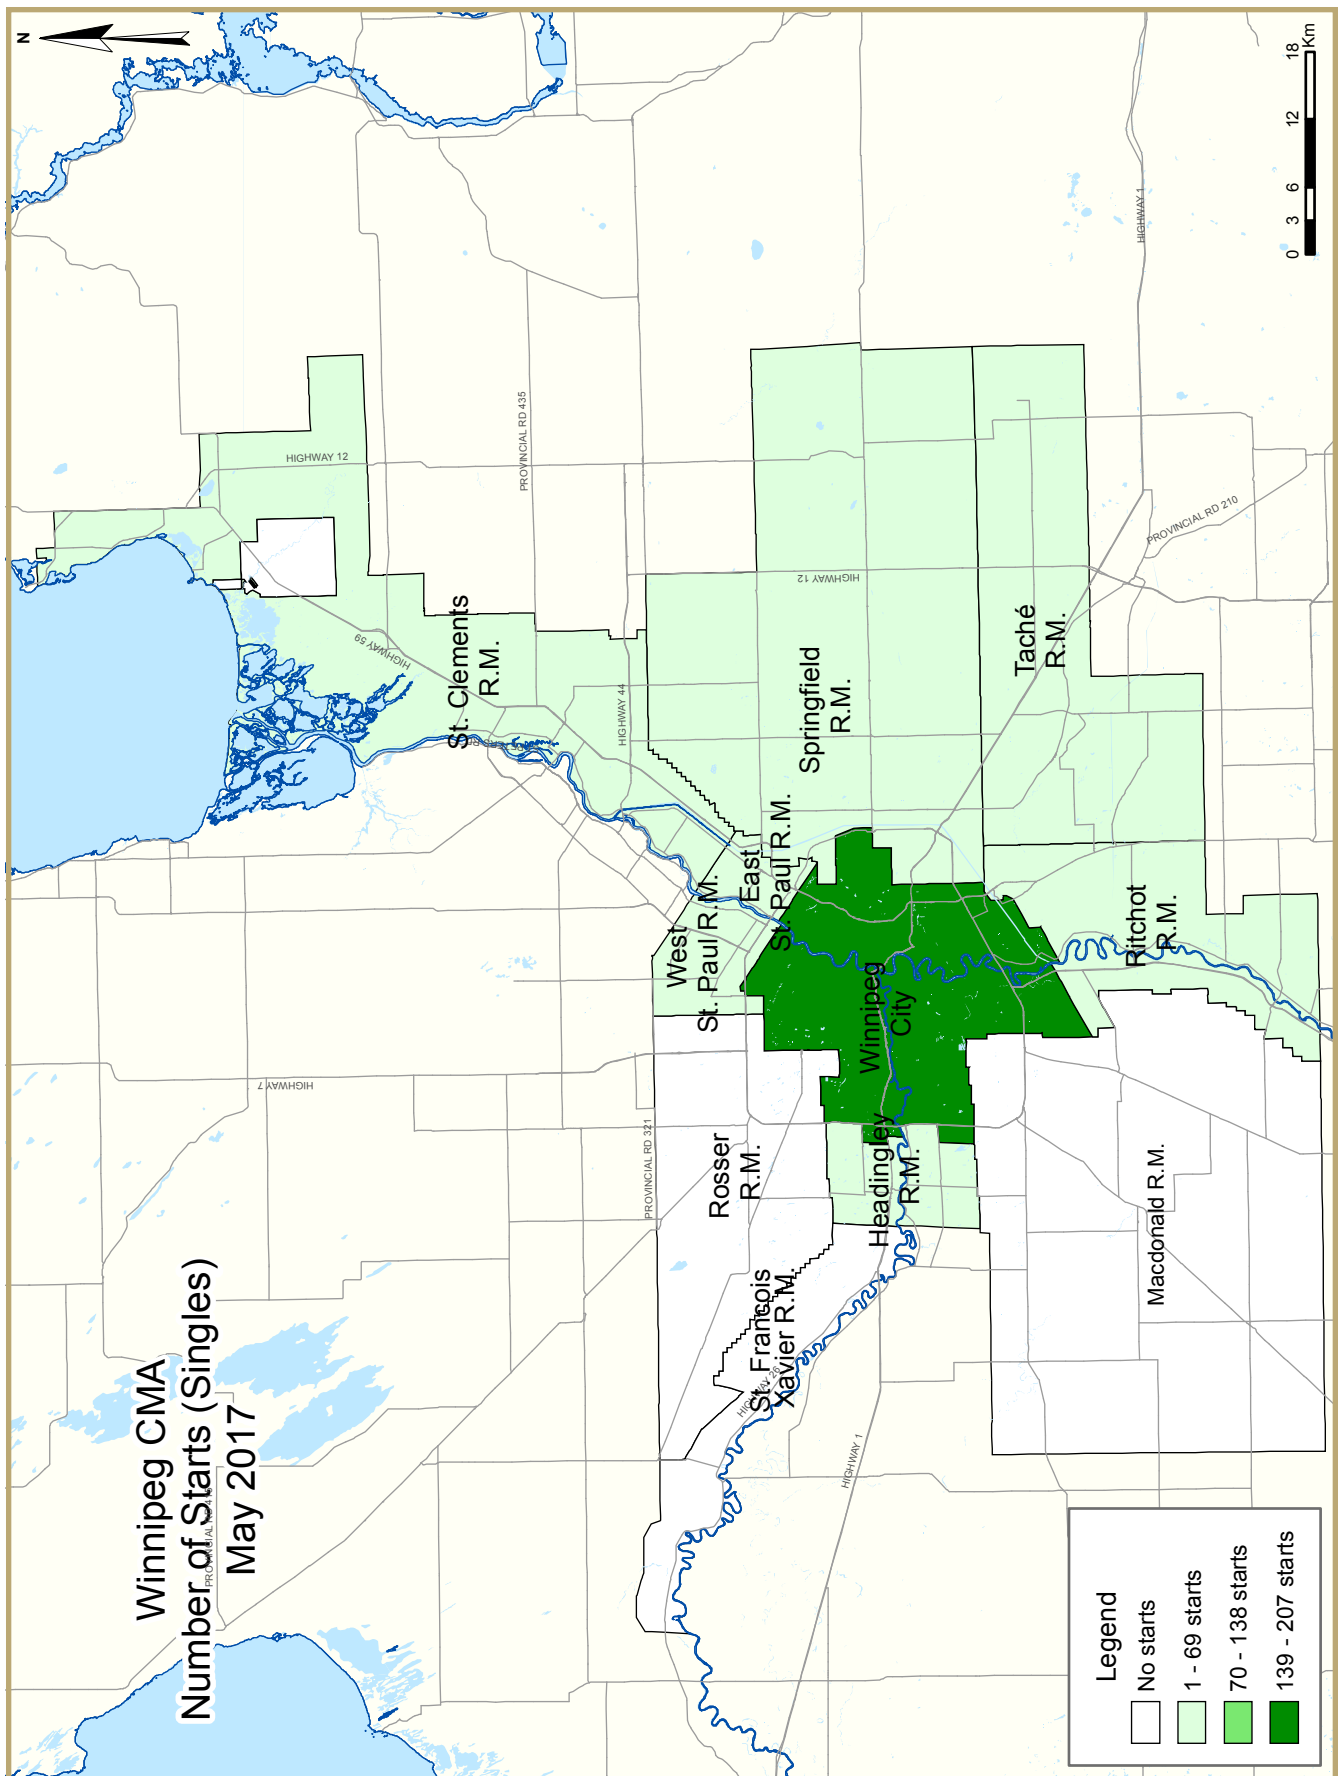 Winnipeg CMA
Number of Starts (Singles)
May 2017
N
HIGHWAY 12
PROVINCIAL RD 435
HIGHWAY 59
St. Clements
R.M.
HIGHWAY 44
HIGHWAY 7
PROVINCIAL RD 321
West
St. Paul R.M.
East
St. Paul R.M.
Springfield
R.M.
HIGHWAY 12
Rosser
R.M.
St. Francois
Xavier R.M.
HIGHWAY 26
HIGHWAY 1
Headingley
R.M.
Winnipeg
City
Taché
R.M.
HIGHWAY 1
PROVINCIAL RD 210
Ritchot
R.M.
Macdonald R.M.
Legend
No starts
1 - 69 starts
70 - 138 starts
139 - 207 starts
0 3 6 12 18
Km